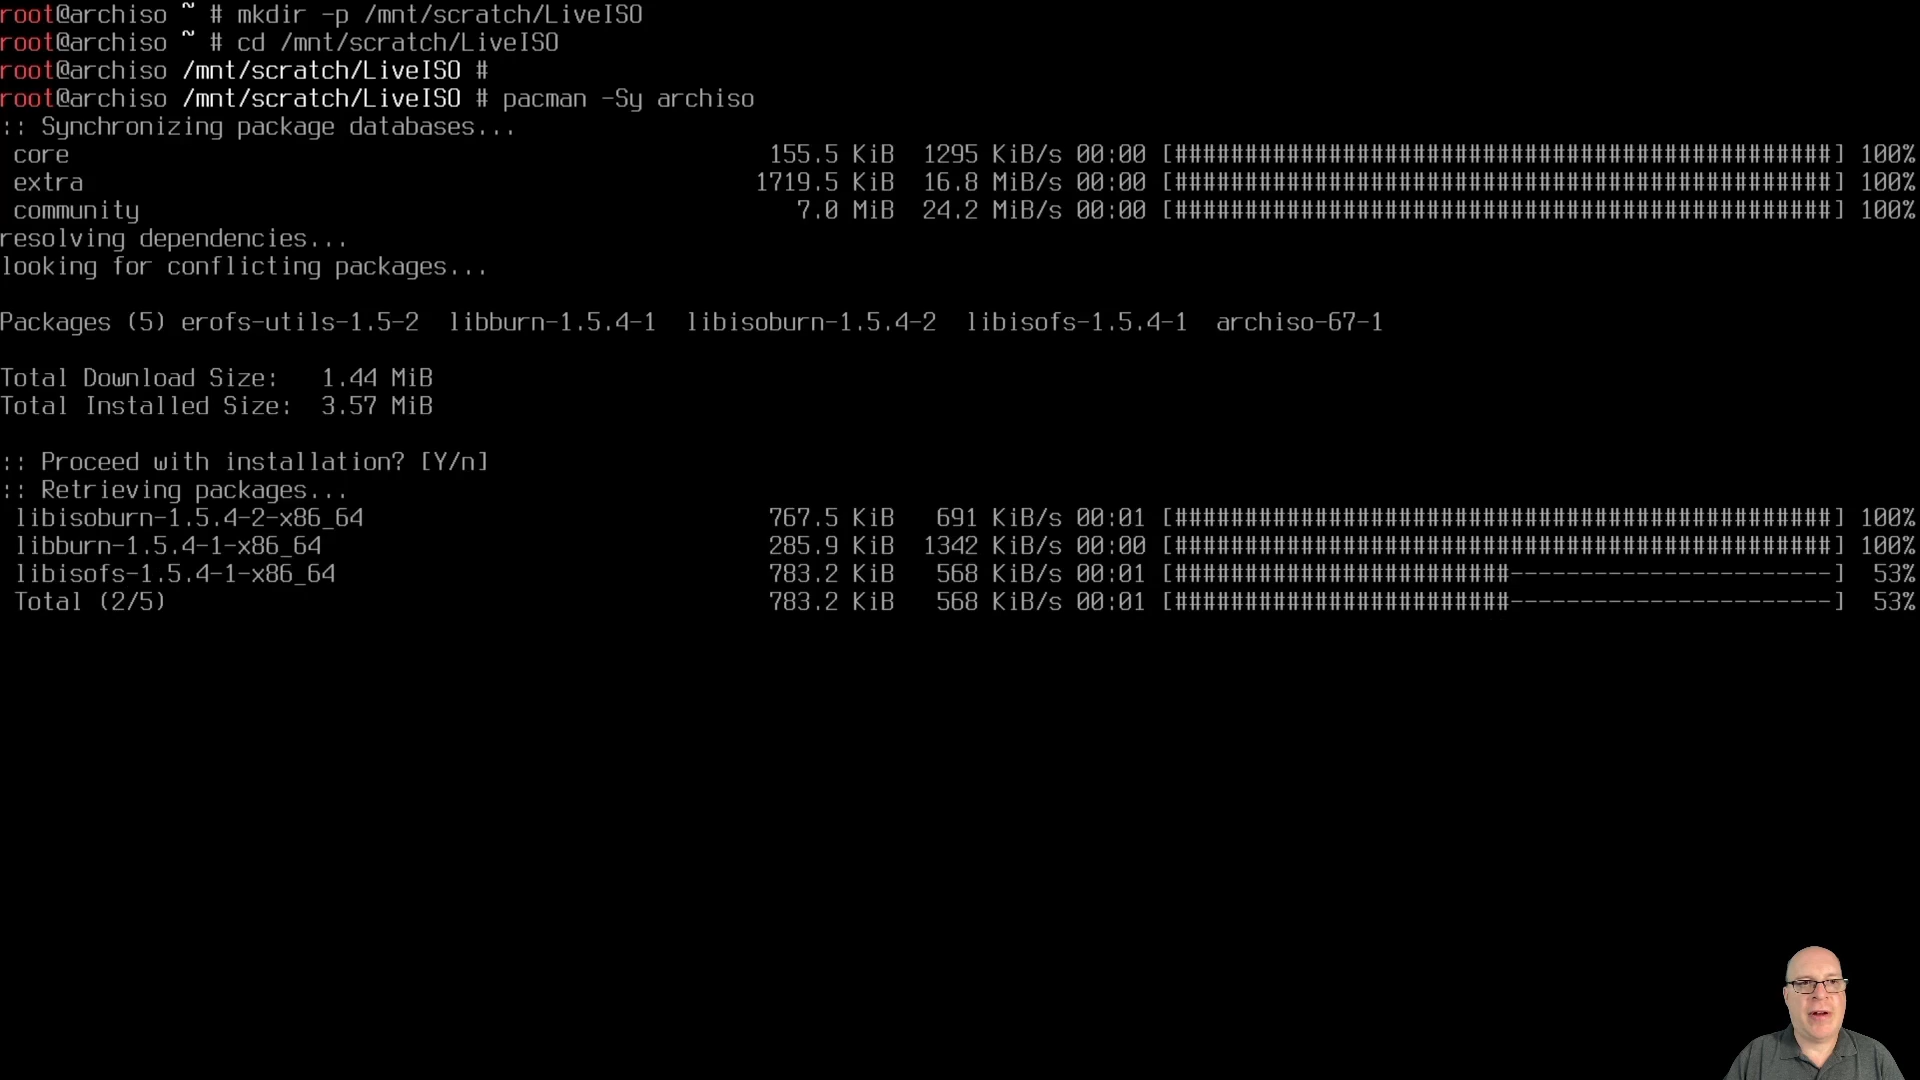 root@archiso ~ # mkdir -p /mnt/scratch/LiveISO
root@archiso ~ # cd /mnt/scratch/LiveISO
root@archiso /mnt/scratch/LiveISO #
root@archiso /mnt/scratch/LiveISO # pacman -Sy archiso
:: Synchronizing package databases...
core 155.5 KiB 1295 KiB/s 00:00 [###############################################] 100%
extra 1719.5 KiB 16.8 MiB/s 00:00 [###############################################] 100%
community 7.0 MiB 24.2 MiB/s 00:00 [###############################################] 100%
resolving dependencies...
looking for conflicting packages...
Packages (5) erofs-utils-1.5-2 libburn-1.5.4-1 libisoburn-1.5.4-2 libisofs-1.5.4-1 archiso-67-1
Total Download Size: 1.44 MiB
Total Installed Size: 3.57 MiB
:: Proceed with installation? [Y/n]
:: Retrieving packages...
libisoburn-1.5.4-2-x86_64 767.5 KiB 691 KiB/s 00:01 [###############################################] 100%
libburn-1.5.4-1-x86_64 285.9 KiB 1342 KiB/s 00:00 [###############################################] 100%
libisofs-1.5.4-1-x86_64 783.2 KiB 568 KiB/s 00:01 [########################-----------------------] 53%
Total (2/5) 783.2 KiB 568 KiB/s 00:01 [########################-----------------------] 53%